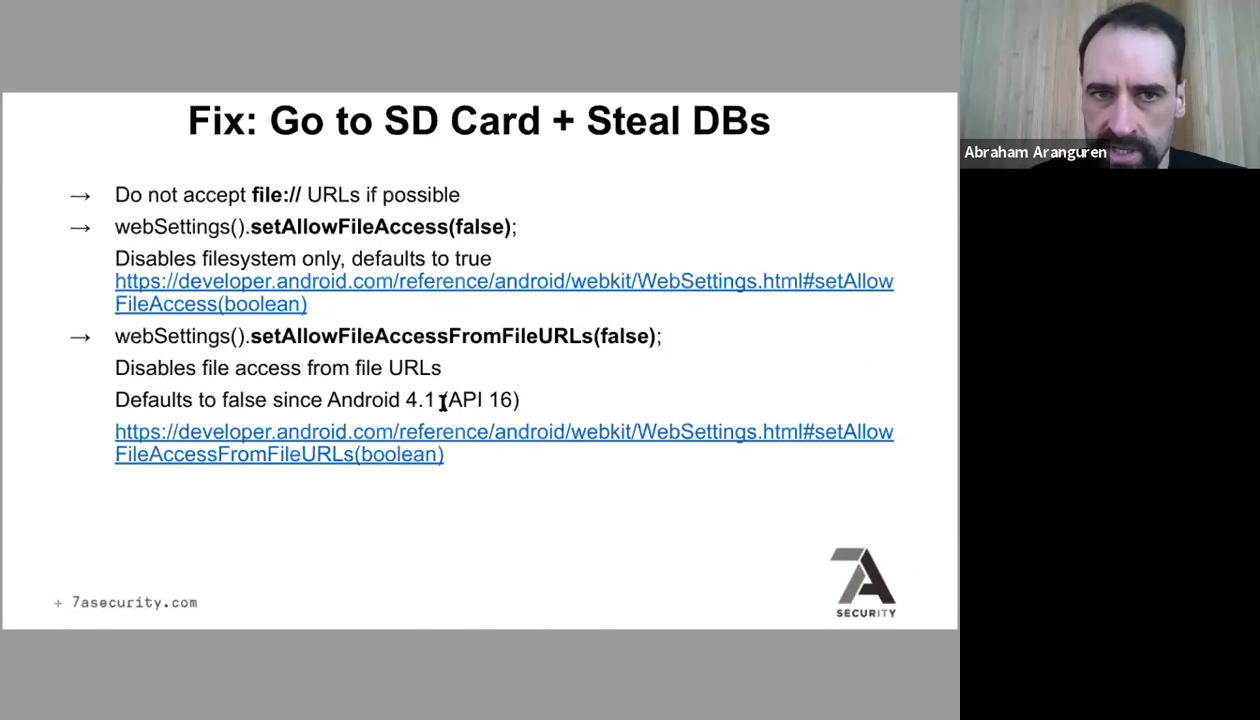 Fix: Go to SD Card + Steal DBs
→ Do not accept file:// URLs if possible
→ webSettings().setAllowFileAccess(false);
Disables filesystem only, defaults to true
https://developer.android.com/reference/android/webkit/WebSettings.html#setAllow
FileAccess(boolean)
→ webSettings().setAllowFileAccessFromFileURLs(false);
Disables file access from file URLs
Defaults to false since Android 4.1 (API 16)
https://developer.android.com/reference/android/webkit/WebSettings.html#setAllow
FileAccessFromFileURLs(boolean)
+ 7asecurity.com
7A
SECURITY
Abraham Aranguren